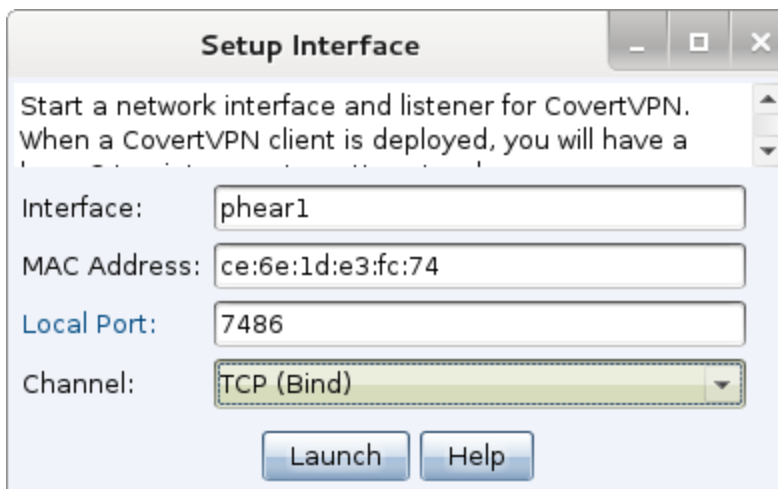 Setup Interface
Start a network interface and listener for CovertVPN.
When a CovertVPN client is deployed, you will have a
Interface: phear1
MAC Address: ce:6e:1d:e3:fc:74
Local Port: 7486
Channel: TCP (Bind)
Launch Help